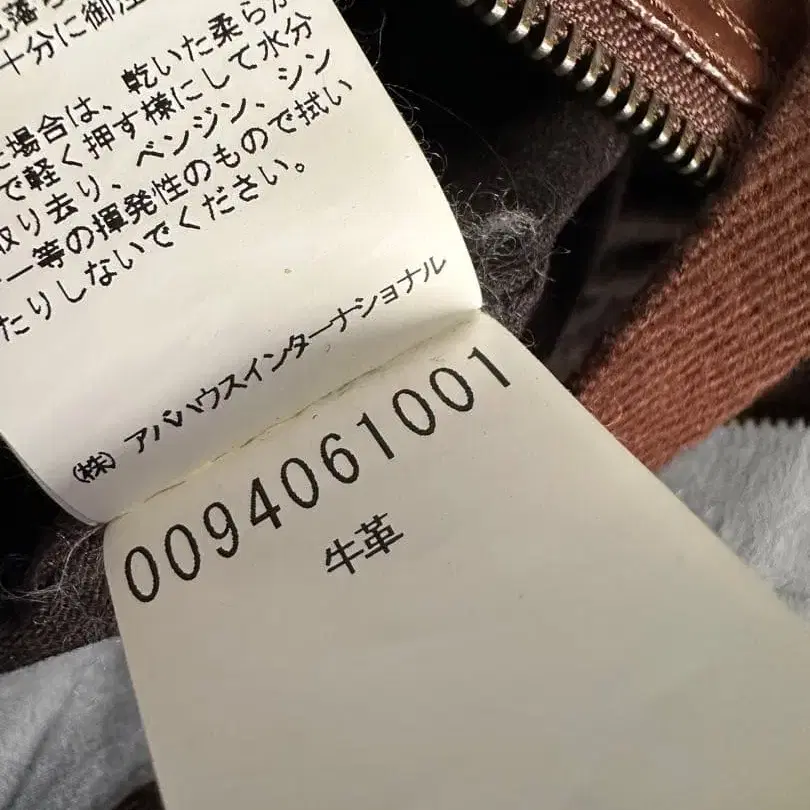 十分に御注
た場合は、乾いた柔らか
で軽く押す様にして水分
取り去り、ベンジン、シン
ー等の揮発性のもので拭い
たりしないでください。
(株) アバハウスインターナショナル
0094061001
牛革